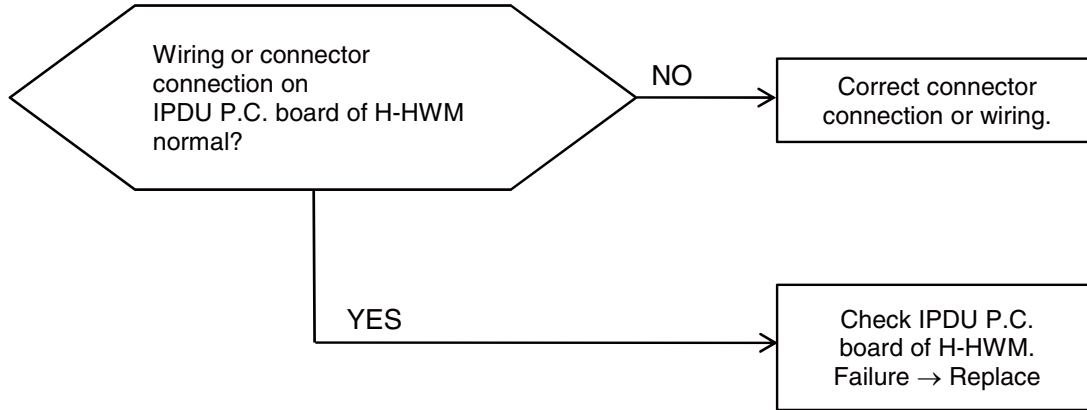 Wiring or connector
connection on
IPDU P.C. board of H-HWM
normal?
NO
Correct connector
connection or wiring.
YES
Check IPDU P.C.
board of H-HWM.
Failure → Replace